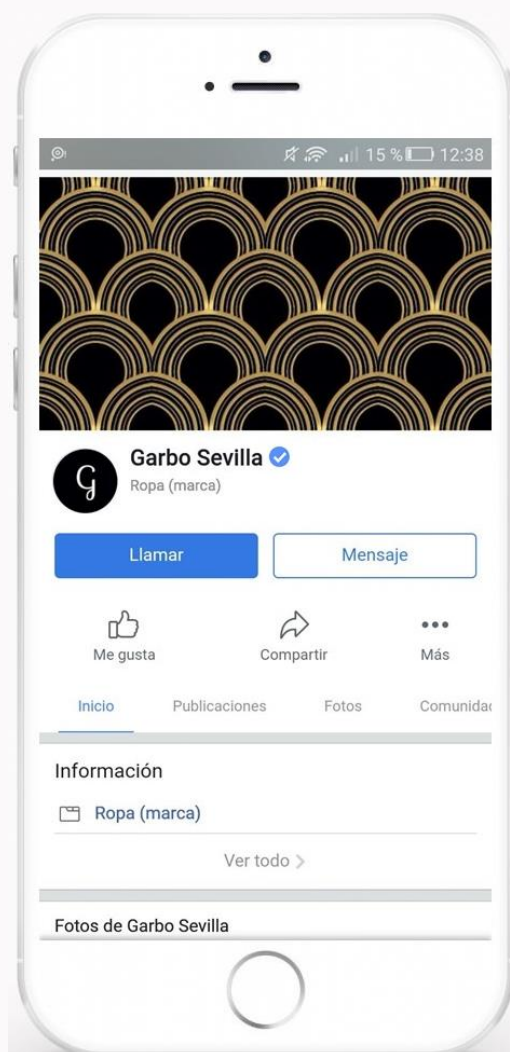 15 % 12:38
Garbo Sevilla
G
Ropa (marca)
Llamar Mensaje
Me gusta Compartir Más
Inicio Publicaciones Fotos Comunidad
Información
Ropa (marca)
Ver todo
Fotos de Garbo Sevilla